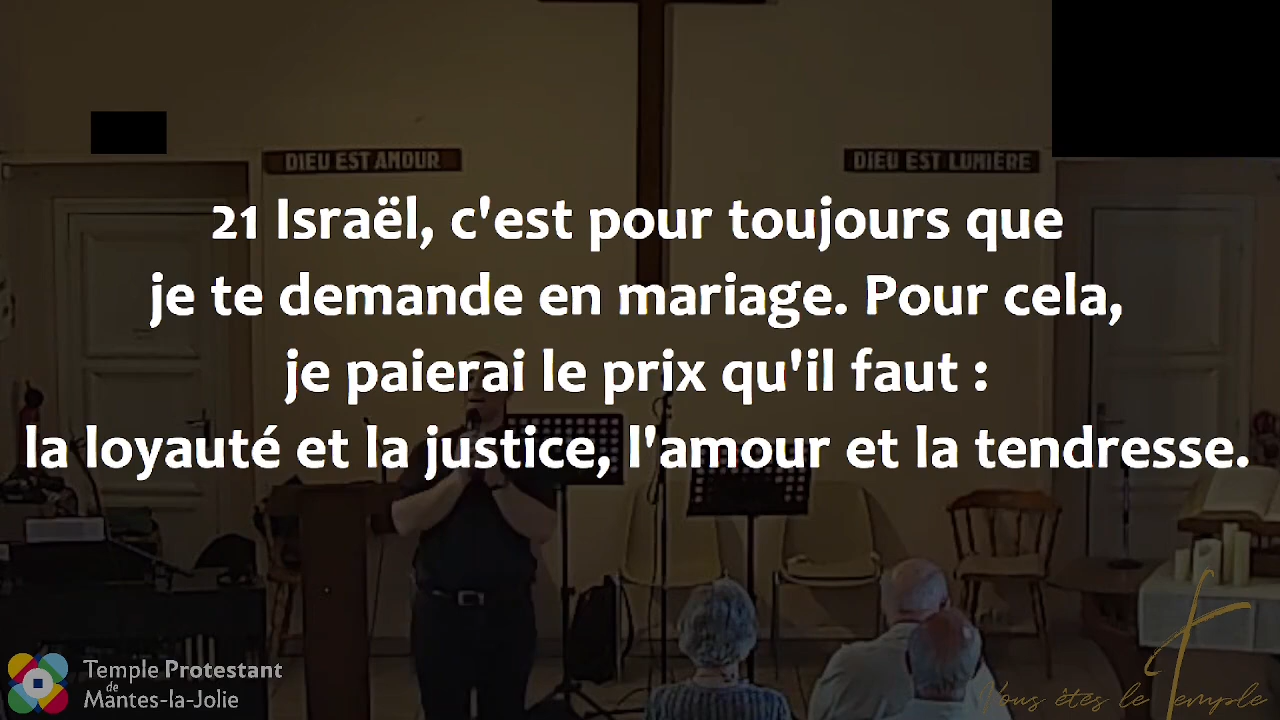 DIEU EST AMOUR
DIEU EST LUMIÈRE
21 Israël, c'est pour toujours que
je te demande en mariage. Pour cela,
je paierai le prix qu'il faut :
la loyauté et la justice, l'amour et la tendresse.
Temple Protestant
de
Mantes-la-Jolie
Vous êtes le Temple